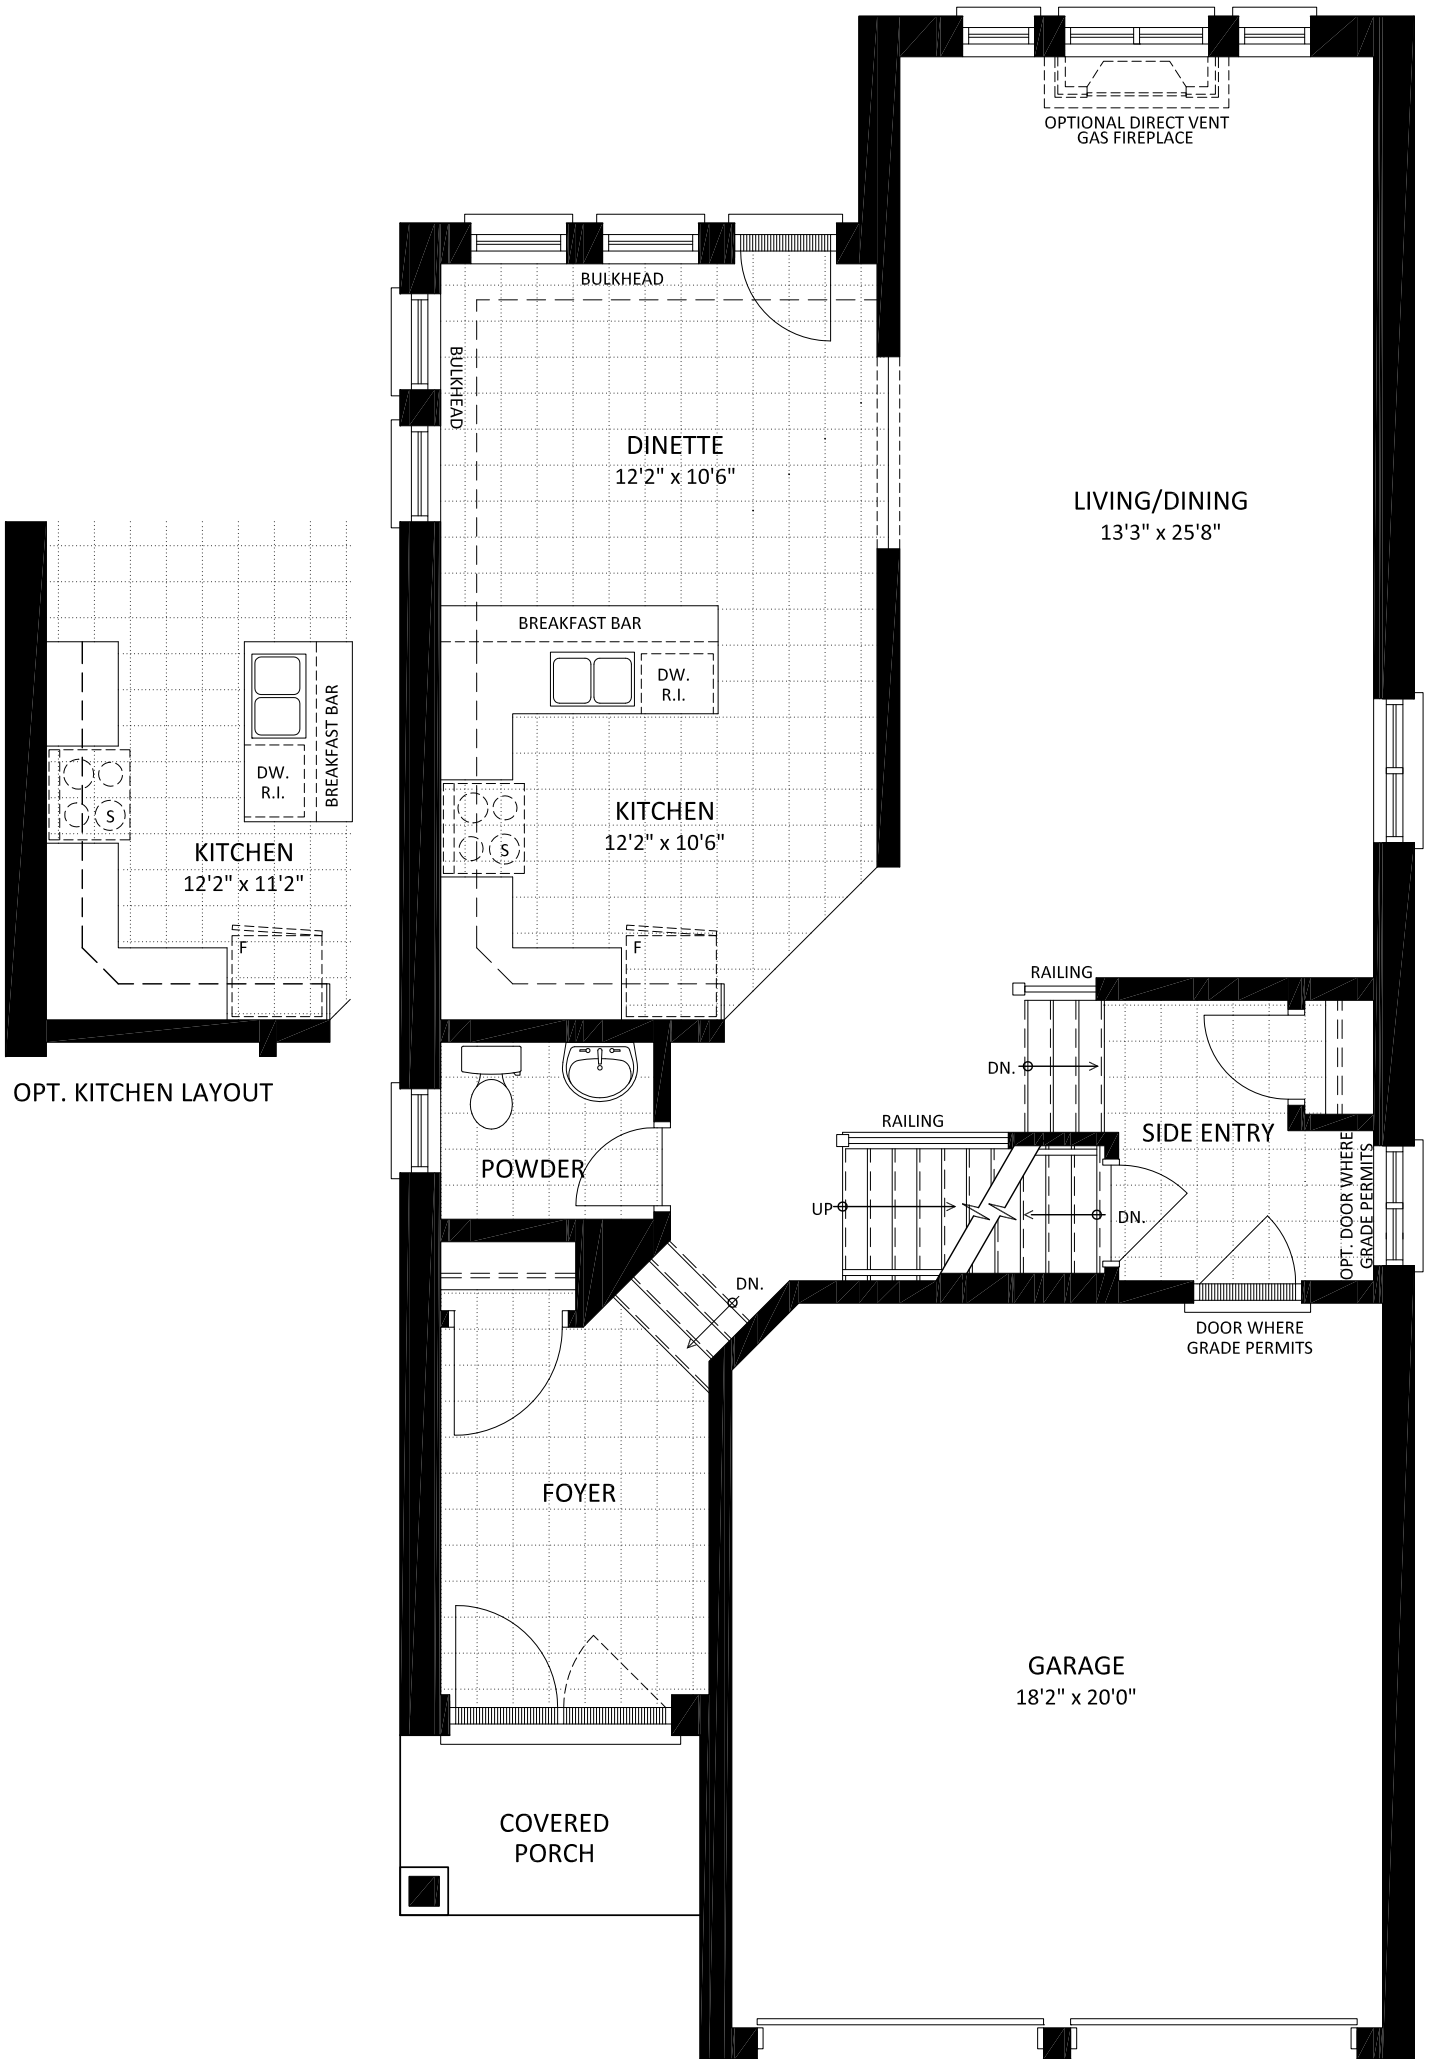 OPTIONAL DIRECT VENT
GAS FIREPLACE
BULKHEAD
BULKHEAD
DINETTE
12'2" x 10'6"
LIVING/DINING
13'3" x 25'8"
BREAKFAST BAR
DW.
R.I.
BREAKFAST BAR
DW.
R.I.
S
KITCHEN
12'2" x 11'2"
F
OPT. KITCHEN LAYOUT
KITCHEN
12'2" x 10'6"
S
F
RAILING
DN.
RAILING
SIDE ENTRY
POWDER
UP
DN.
OPT. DOOR WHERE
GRADE PERMITS
DN.
DOOR WHERE
GRADE PERMITS
FOYER
GARAGE
18'2" x 20'0"
COVERED
PORCH